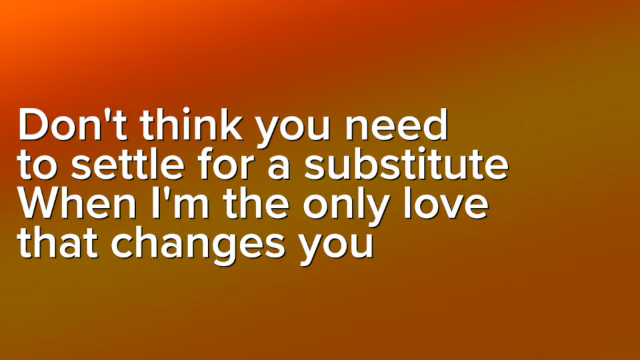 Don't think you need
to settle for a substitute
When I'm the only love
that changes you